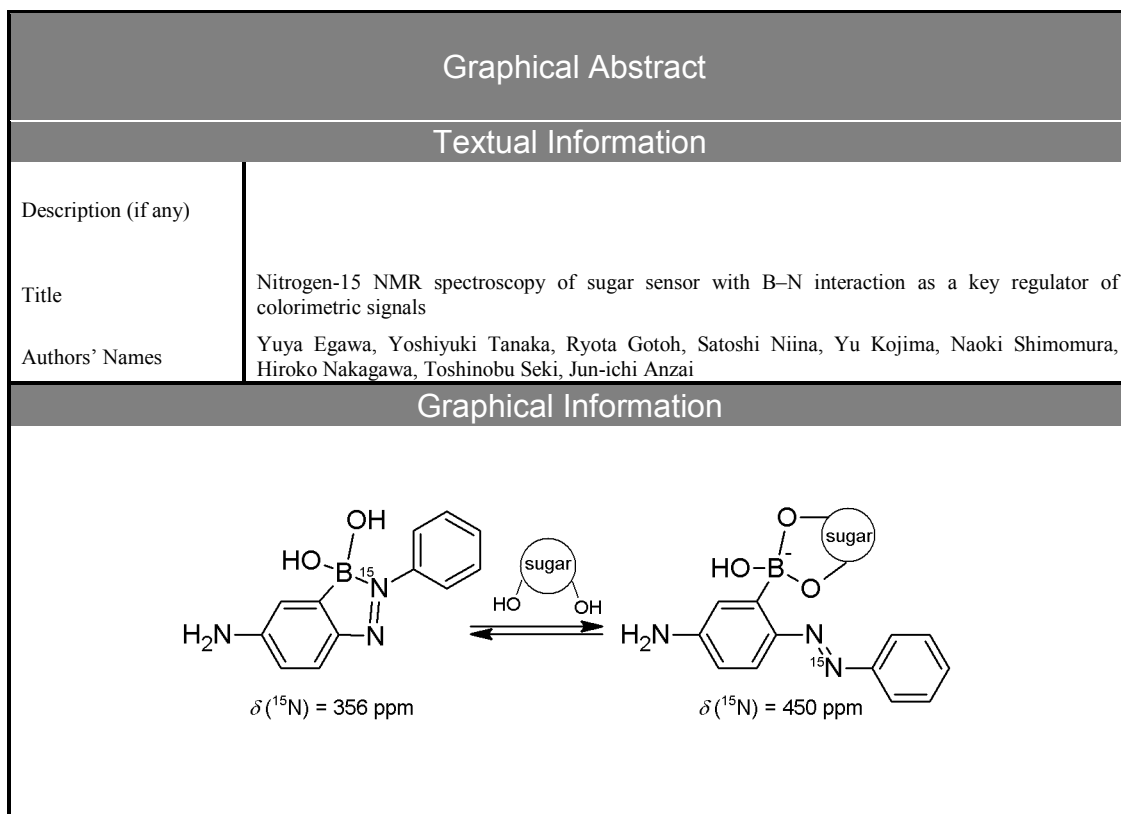 Graphical Abstract
Textual Information
Description (if any)
Title
Nitrogen-15 NMR spectroscopy of sugar sensor with B–N interaction as a key regulator of
colorimetric signals
Authors' Names
Yuya Egawa, Yoshiyuki Tanaka, Ryota Gotoh, Satoshi Niina, Yu Kojima, Naoki Shimomura,
Hiroko Nakagawa, Toshinobu Seki, Jun-ichi Anzai
Graphical Information
OH
HO
B
15
N
N
H2N
δ(15N) = 356 ppm
sugar
HO
OH
O
sugar
HO
B-
O
H2N
N
15N
δ(15N) = 450 ppm